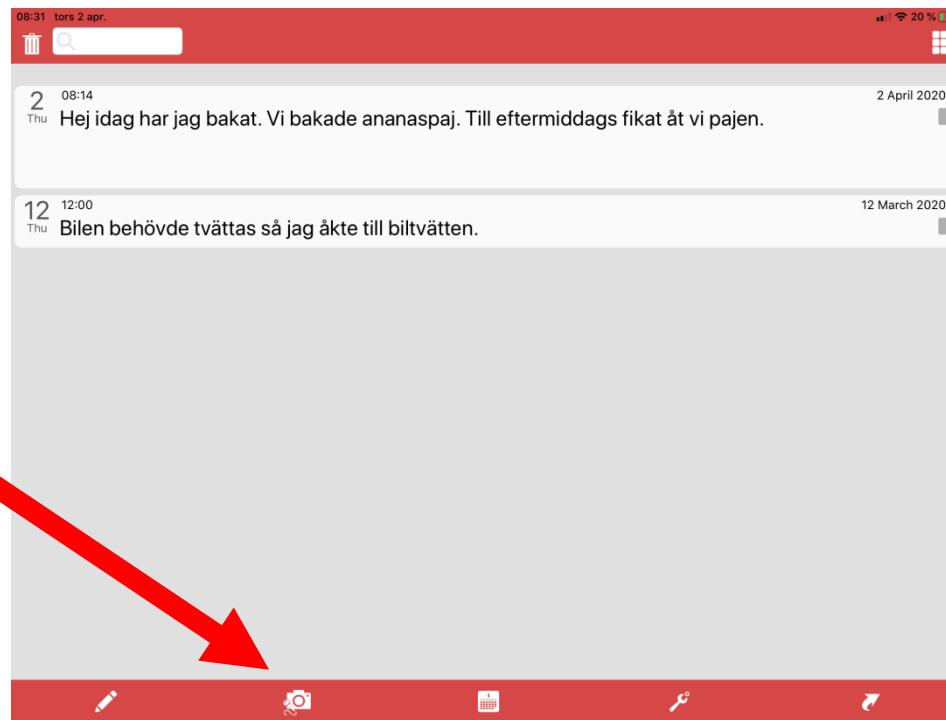 08:31 tors 2 apr.
20 %
2 08:14 2 April 2020
Thu Hej idag har jag bakat. Vi bakade ananaspaj. Till eftermiddags fikat åt vi pajen.
12 12:00 12 March 2020
Thu Bilen behövde tvättas så jag åkte till biltvätten.